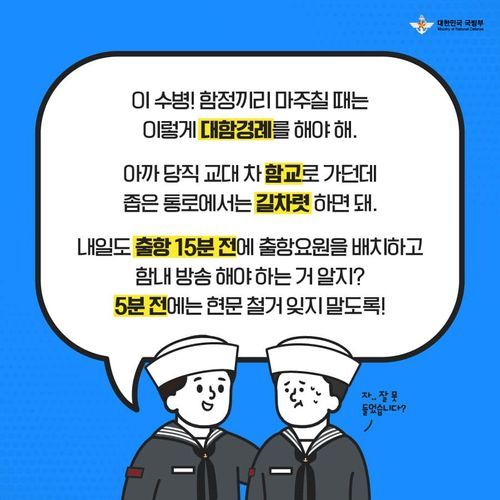 대한민국 국방부
Ministry of National Defense
이 수병! 함정끼리 마주칠 때는
이렇게 대함경례를 해야 해.
아까 당직 교대 차 함교로 가던데
좁은 통로에서는 길차렷 하면 돼.
내일도 출항 15분 전에 출항요원을 배치하고
함내 방송 해야 하는 거 알지?
5분 전에는 현문 철거 잊지 말도록!
자.. 잘 못
들었습니다?